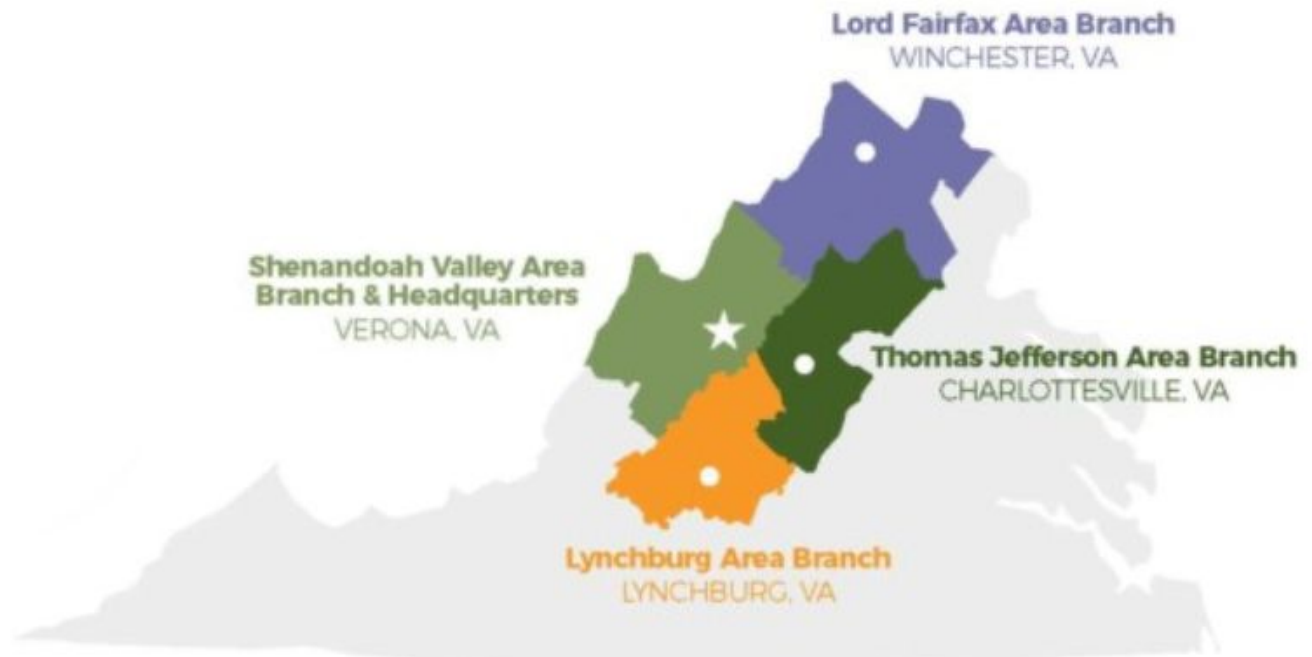 Lord Fairfax Area Branch
WINCHESTER, VA
Shenandoah Valley Area
Branch & Headquarters
VERONA, VA
Thomas Jefferson Area Branch
CHARLOTTESVILLE, VA
Lynchburg Area Branch
LYNCHBURG, VA